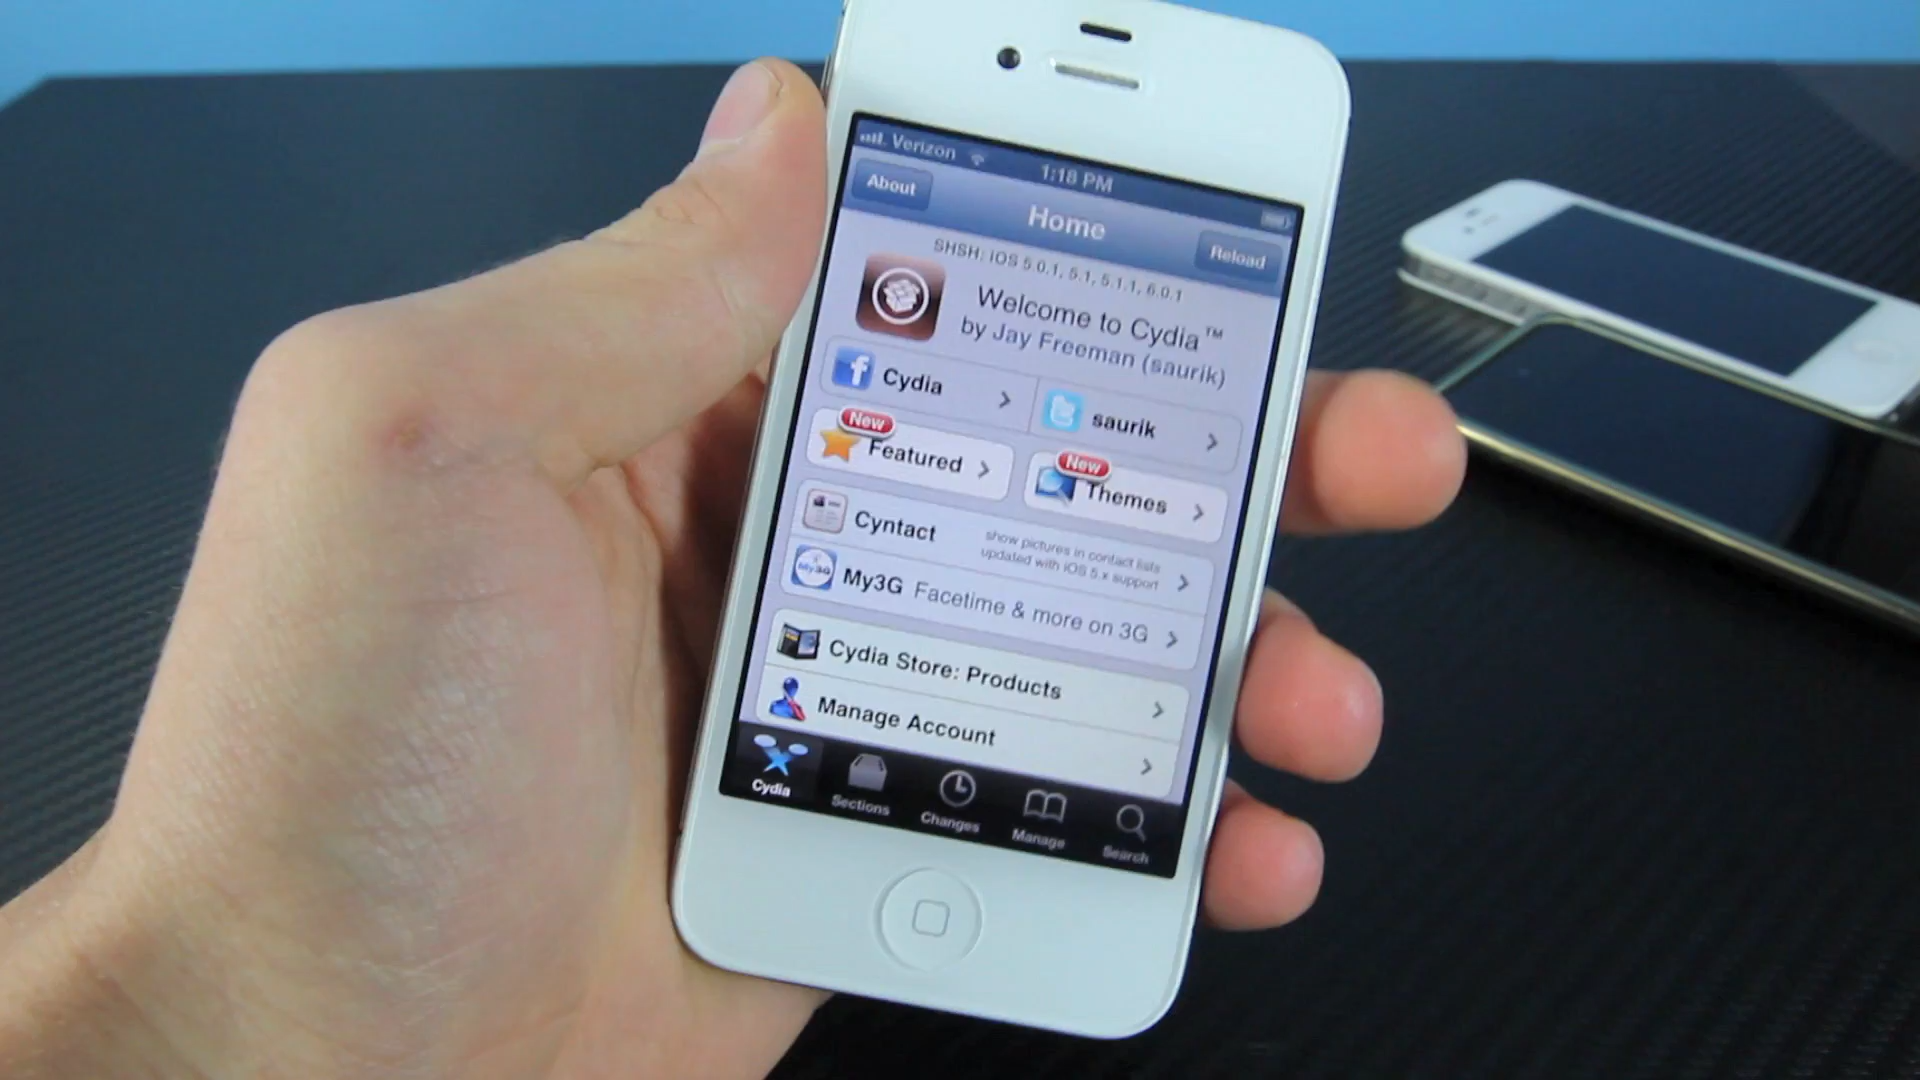 Verizon
1:18 PM
About
Home
Reload
SHSH: iOS 5.0.1, 5.1, 5.1.1, 6.0.1
Welcome to Cydia™
by Jay Freeman (saurik)
Cydia
saurik
New
Featured
New
Themes
Cyntact
show pictures in contact lists
updated with iOS 5.x support
My3G
My3G Facetime & more on 3G
Cydia Store: Products
Manage Account
Cydia
Sections
Changes
Manage
Search